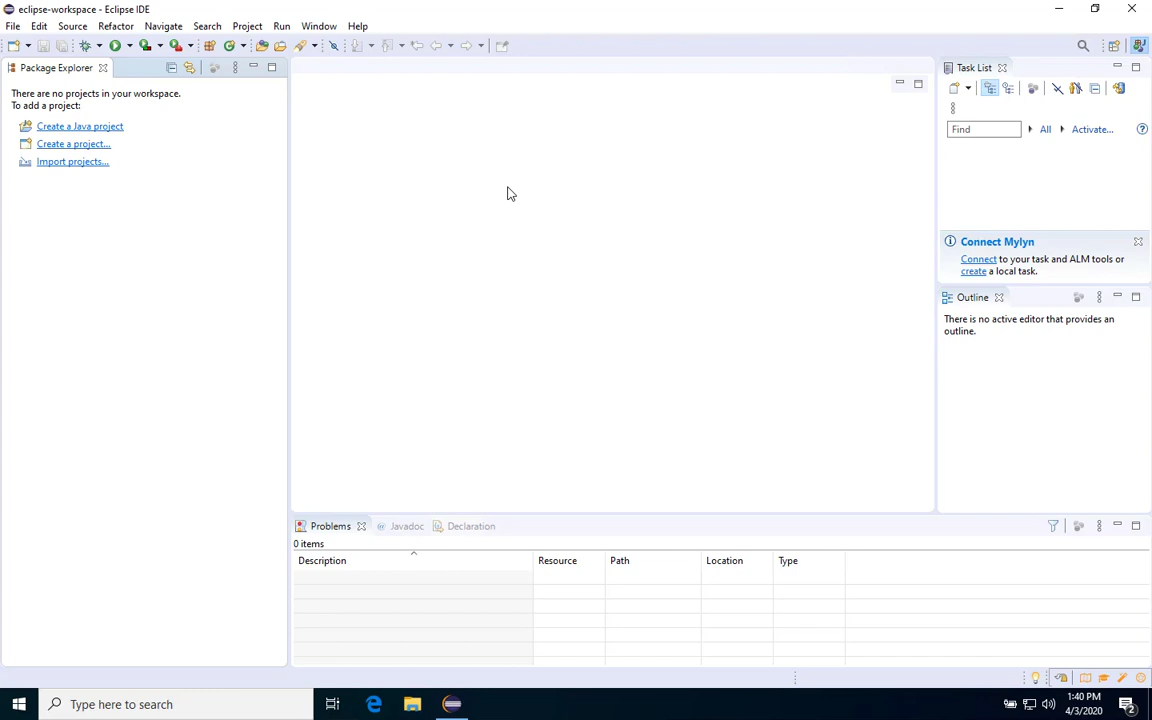 eclipse-workspace - Eclipse IDE
File Edit Source Refactor Navigate Search Project Run Window Help
Package Explorer
There are no projects in your workspace.
To add a project:
Create a Java project
Create a project...
Import projects...
Task List
Find All Activate...
Connect Mylyn
Connect to your task and ALM tools or
create a local task.
Outline
There is no active editor that provides an
outline.
Problems Javadoc Declaration
0 items
Description Resource Path Location Type
Type here to search
1:40 PM
4/3/2020
2